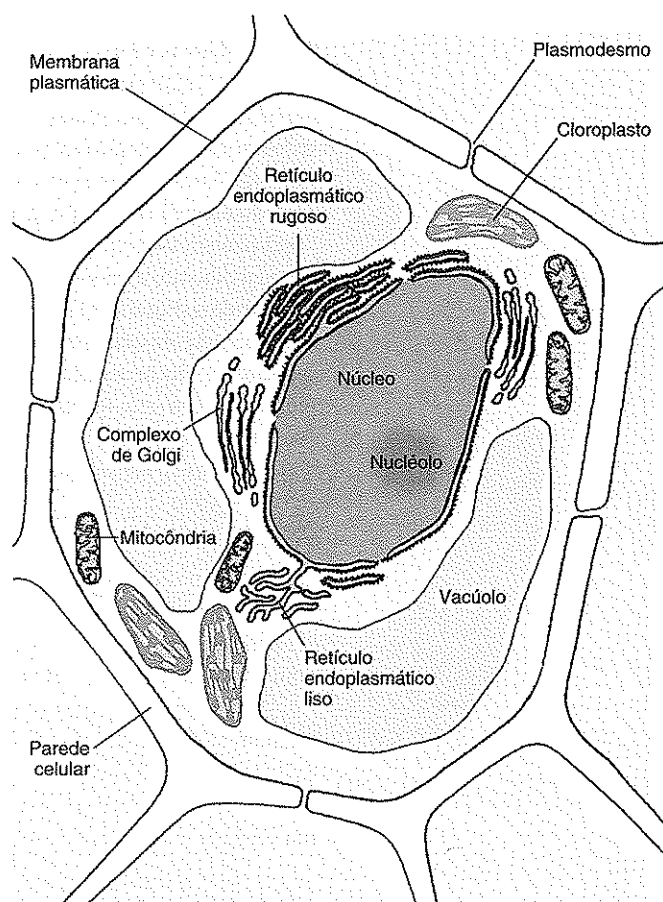 Plasmodesmo
Membrana
plasmática
Cloroplasto
Retículo
endoplasmático
rugoso
Núcleo
Complexo
de Golgi
Nucléolo
Mitocôndria
Vacúolo
Retículo
endoplasmático
liso
Parede
celular